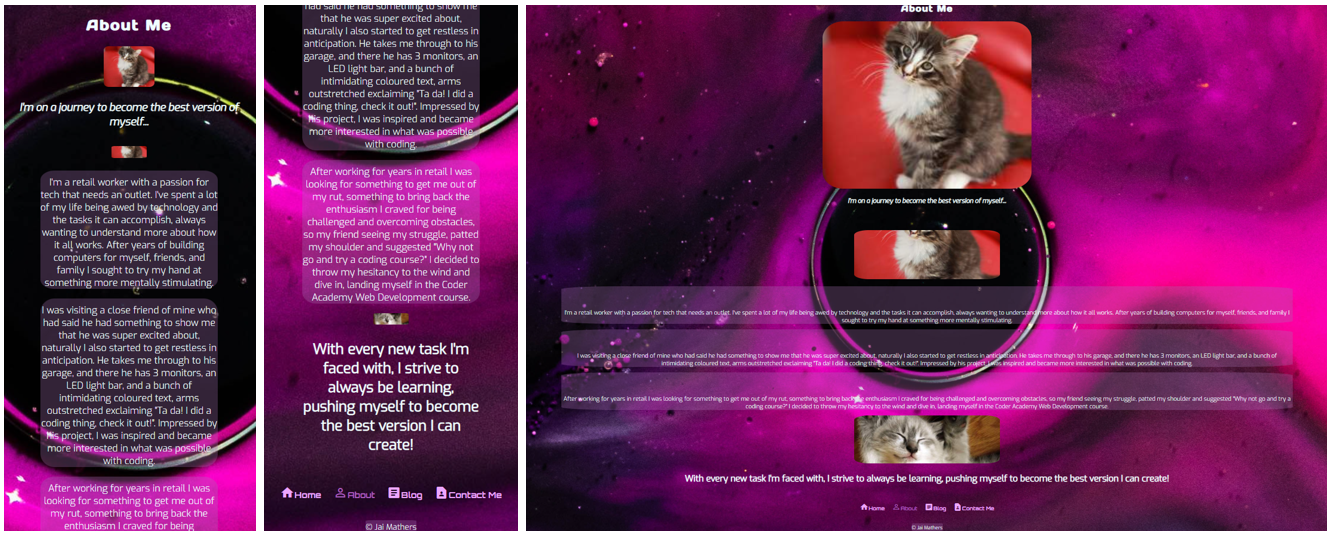 About Me
I'm on a journey to become the best version of
myself...
I'm a retail worker with a passion for
tech that needs an outlet. I've spent a lot
of my life being awed by technology and
the tasks it can accomplish, always
wanting to understand more about how
it all works. After years of building
computers for myself, friends, and
family I sought to try my hand at
something more mentally stimulating.
I was visiting a close friend of mine who
had said he had something to show me
that he was super excited about,
naturally I also started to get restless in
anticipation. He takes me through to his
garage, and there he has 3 monitors, an
LED light bar, and a bunch of
intimidating coloured text, arms
outstretched exclaiming "Ta da! I did a
coding thing, check it out!". Impressed by
his project, I was inspired and became
more interested in what was possible
with coding.
After working for years in retail I was
looking for something to get me out of
my rut, something to bring back the
enthusiasm I craved for being
had said he had something to show me
that he was super excited about,
naturally I also started to get restless in
anticipation. He takes me through to his
garage, and there he has 3 monitors, an
LED light bar, and a bunch of
intimidating coloured text, arms
outstretched exclaiming "Ta da! I did a
coding thing, check it out!". Impressed by
his project, I was inspired and became
more interested in what was possible
with coding.
After working for years in retail I was
looking for something to get me out of
my rut, something to bring back the
enthusiasm I craved for being
challenged and overcoming obstacles,
so my friend seeing my struggle, patted
my shoulder and suggested "Why not
go and try a coding course?" I decided to
throw my hesitancy to the wind and
dive in, landing myself in the Coder
Academy Web Development course.
With every new task I'm
faced with, I strive to
always be learning,
pushing myself to become
the best version I can
create!
Home About Blog Contact Me
© Jai Mathers
About Me
I'm on a journey to become the best version of myself...
I'm a retail worker with a passion for tech that needs an outlet. I've spent a lot of my life being awed by technology and the tasks it can accomplish, always wanting to understand more about how it all works. After years of building computers for myself, friends, and family I
sought to try my hand at something more mentally stimulating.
I was visiting a close friend of mine who had said he had something to show me that he was super excited about, naturally I also started to get restless in anticipation. He takes me through to his garage, and there he has 3 monitors, an LED light bar, and a bunch of
intimidating coloured text, arms outstretched exclaiming "Ta da! I did a coding thing, check it out!". Impressed by his project, I was inspired and became more interested in what was possible with coding.
After working for years in retail I was looking for something to get me out of my rut, something to bring back the enthusiasm I craved for being challenged and overcoming obstacles, so my friend seeing my struggle, patted my shoulder and suggested "Why not go and try a
coding course?" I decided to throw my hesitancy to the wind and dive in, landing myself in the Coder Academy Web Development course.
With every new task I'm faced with, I strive to always be learning, pushing myself to become the best version I can create!
Home About Blog Contact Me
© Jai Mathers